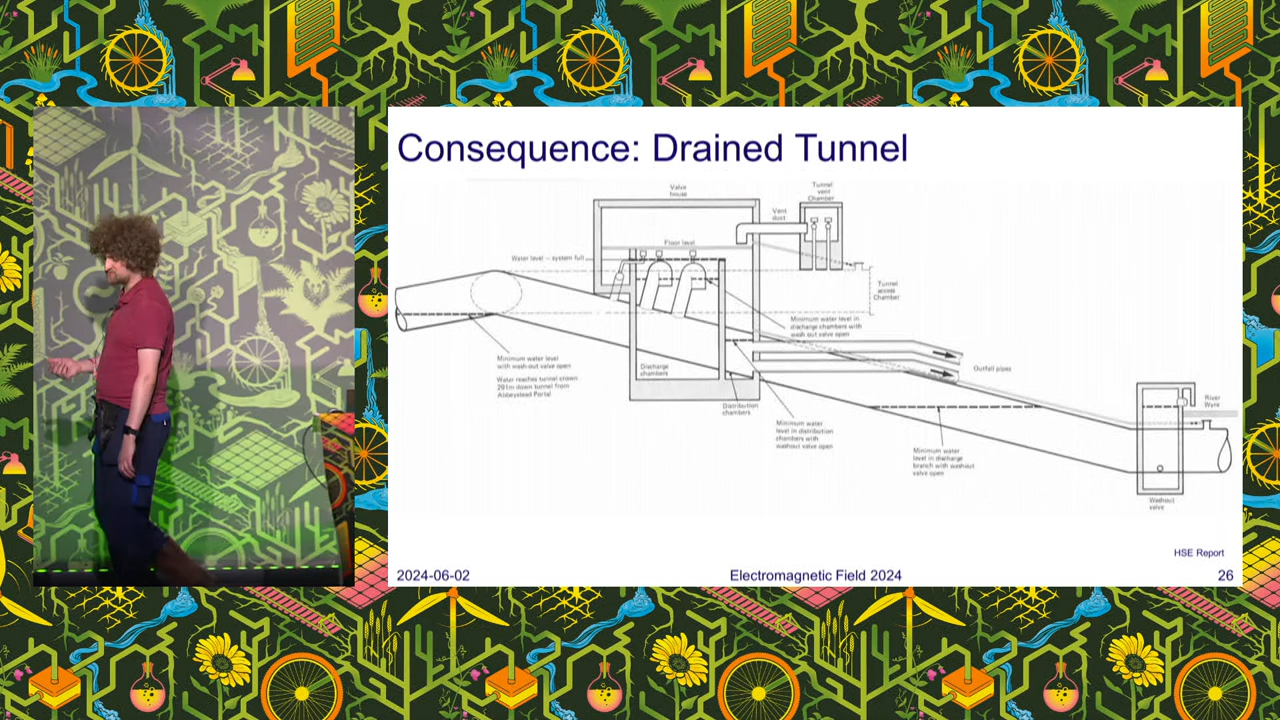 Consequence: Drained Tunnel
Valve
house
Tunnel
vent
Chamber
Vent
duct
Floor level
Water level – system full
Tunnel
access
Chamber
Minimum water level in
discharge chambers with
wash out valve open
Minimum water level
with wash-out valve open
Water reaches tunnel crown
291m down tunnel from
Abbeystead Portal
Discharge
chambers
Outfall pipes
Distribution
chambers
River
Wyre
Minimum water
level in distribution
chambers with
washout valve open
Minimum water
level in discharge
branch with washout
valve open
Washout
valve
HSE Report
2024-06-02
Electromagnetic Field 2024
26